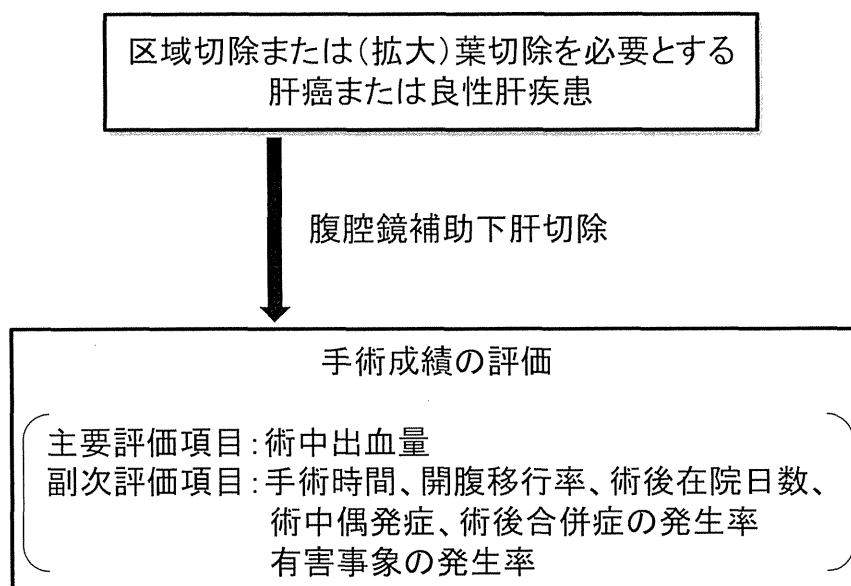 区域切除または(拡大)葉切除を必要とする
肝癌または良性肝疾患
腹腔鏡補助下肝切除
手術成績の評価
主要評価項目:術中出血量
副次評価項目:手術時間、開腹移行率、術後在院日数、
術中偶発症、術後合併症の発生率
有害事象の発生率